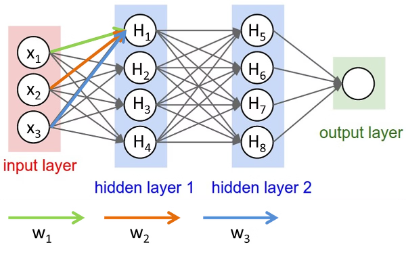 x₁
x₂
x₃
H₁
H₂
H₃
H₄
H₅
H₆
H₇
H₈
input layer
hidden layer 1
hidden layer 2
output layer
w₁
w₂
w₃